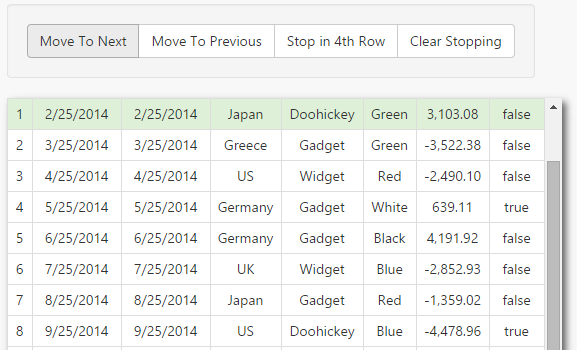 Move To Next Move To Previous Stop in 4th Row Clear Stopping
1 2/25/2014 2/25/2014 Japan Doohickey Green 3,103.08 false
2 3/25/2014 3/25/2014 Greece Gadget Green -3,522.38 false
3 4/25/2014 4/25/2014 US Widget Red -2,490.10 false
4 5/25/2014 5/25/2014 Germany Gadget White 639.11 true
5 6/25/2014 6/25/2014 Germany Gadget Black 4,191.92 false
6 7/25/2014 7/25/2014 UK Widget Blue -2,852.93 false
7 8/25/2014 8/25/2014 Japan Gadget Red -1,359.02 false
8 9/25/2014 9/25/2014 US Doohickey Blue -4,478.96 true